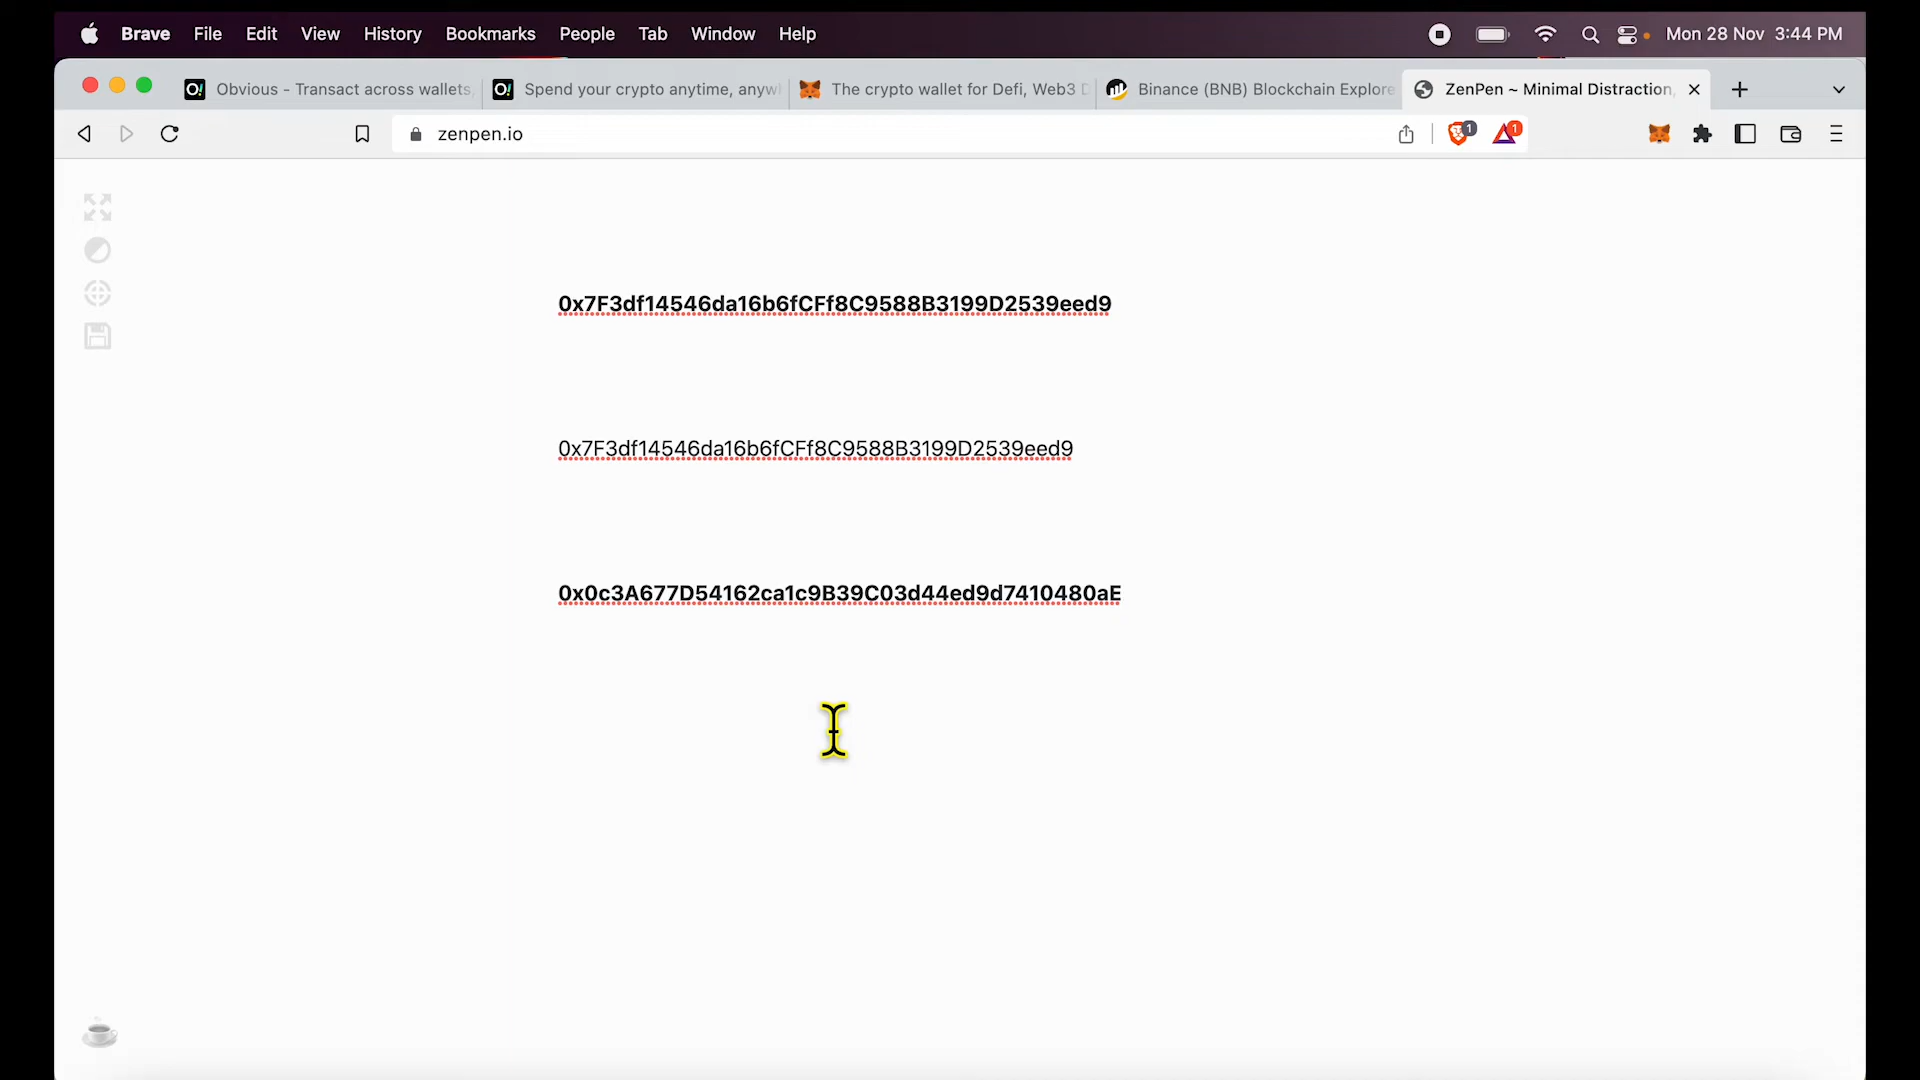 Brave File Edit View History Bookmarks People Tab Window Help Mon 28 Nov 3:44 PM
O! Obvious - Transact across wallets, O! Spend your crypto anytime, anyw The crypto wallet for Defi, Web3 D Binance (BNB) Blockchain Explore ZenPen ~ Minimal Distraction,
zenpen.io 1 1
0x7F3df14546da16b6fCFf8C9588B3199D2539eed9
0x7F3df14546da16b6fCFf8C9588B3199D2539eed9
0x0c3A677D54162ca1c9B39C03d44ed9d7410480aE